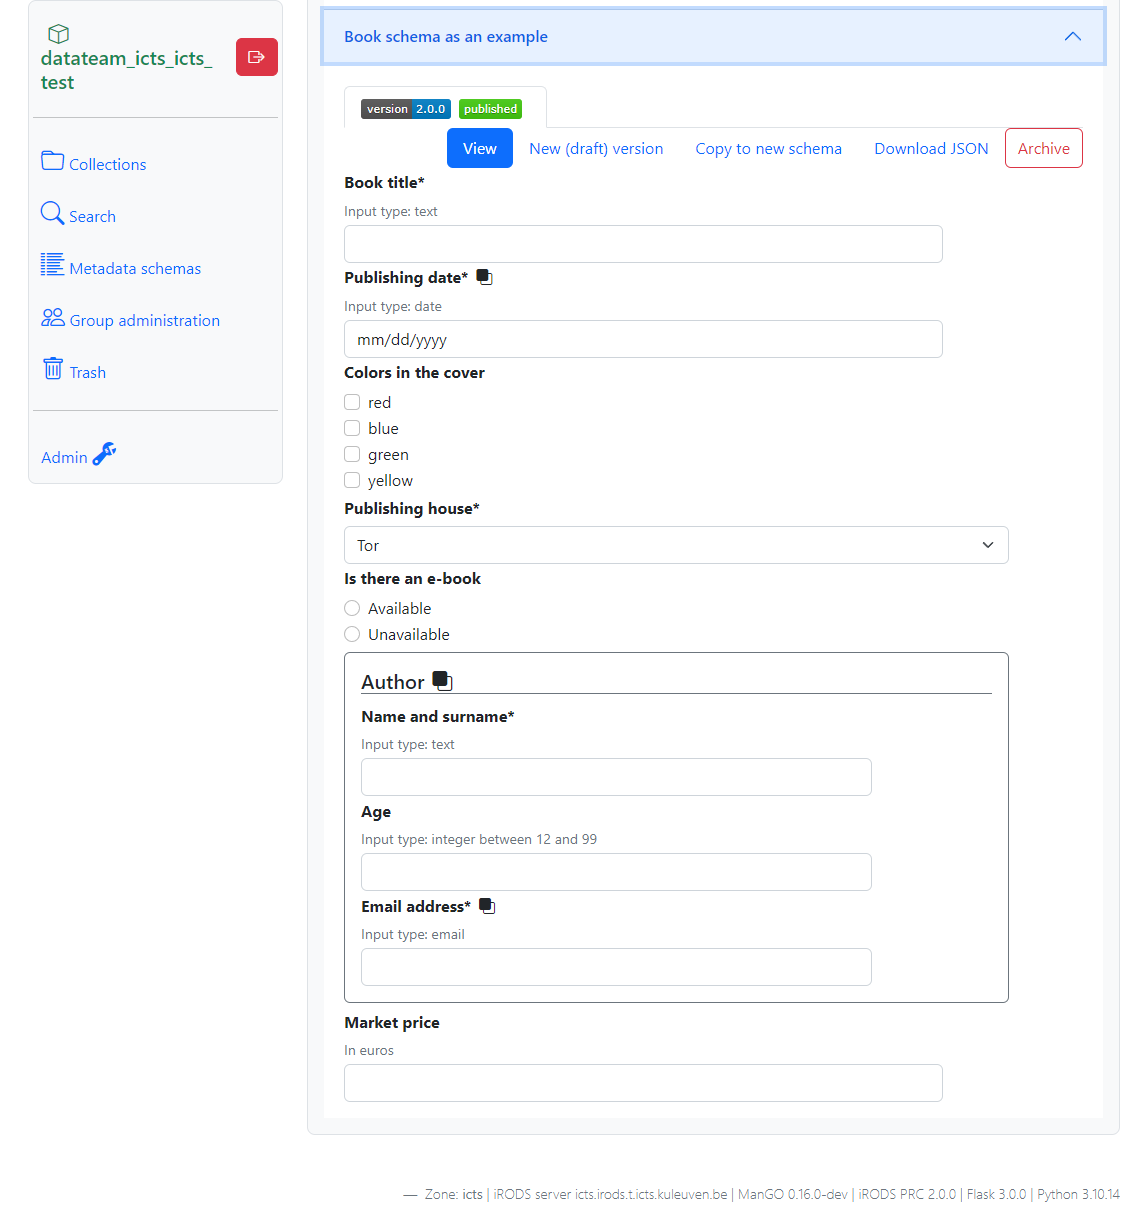 datateam_icts_icts_
test
Collections
Search
Metadata schemas
Group administration
Trash
Admin
Book schema as an example
version 2.0.0 published
View New (draft) version Copy to new schema Download JSON Archive
Book title*
Input type: text
Publishing date*
Input type: date
mm/dd/yyyy
Colors in the cover
red
blue
green
yellow
Publishing house*
Tor
Is there an e-book
Available
Unavailable
Author
Name and surname*
Input type: text
Age
Input type: integer between 12 and 99
Email address*
Input type: email
Market price
In euros
— Zone: icts | iRODS server icts.irods.t.icts.kuleuven.be | ManGO 0.16.0-dev | iRODS PRC 2.0.0 | Flask 3.0.0 | Python 3.10.14